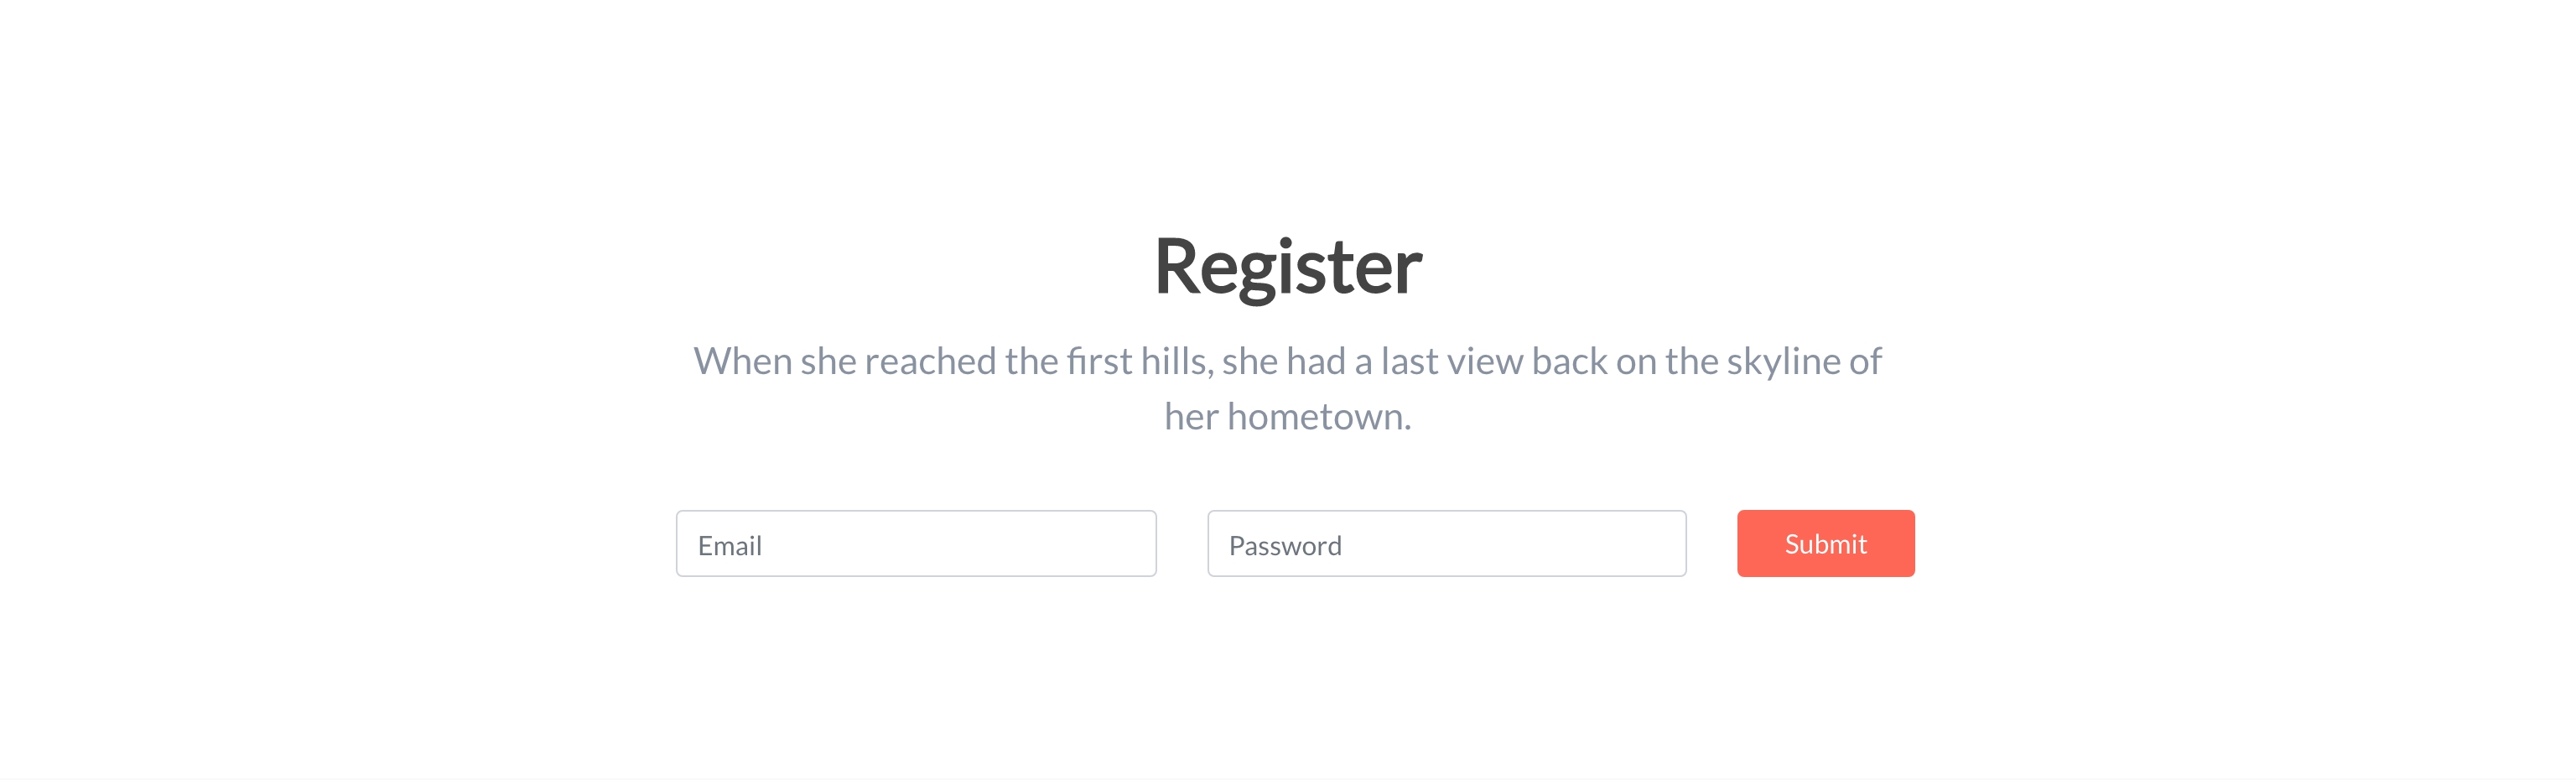 Register
When she reached the first hills, she had a last view back on the skyline of
her hometown.
Email
Password
Submit